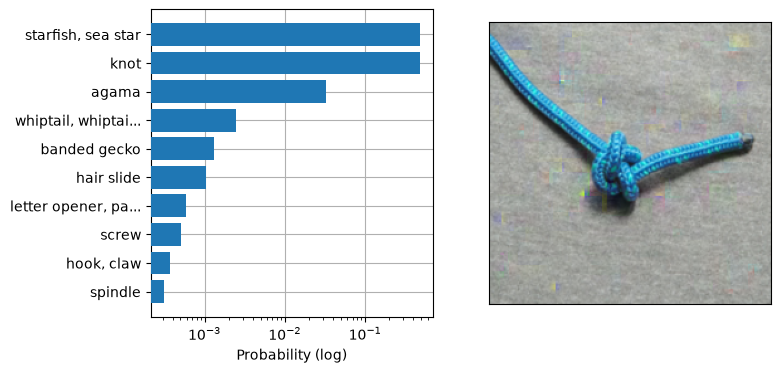 starfish, sea star
knot
agama
whiptail, whiptai...
banded gecko
hair slide
letter opener, pa...
screw
hook, claw
spindle
10⁻³ 10⁻² 10⁻¹
Probability (log)